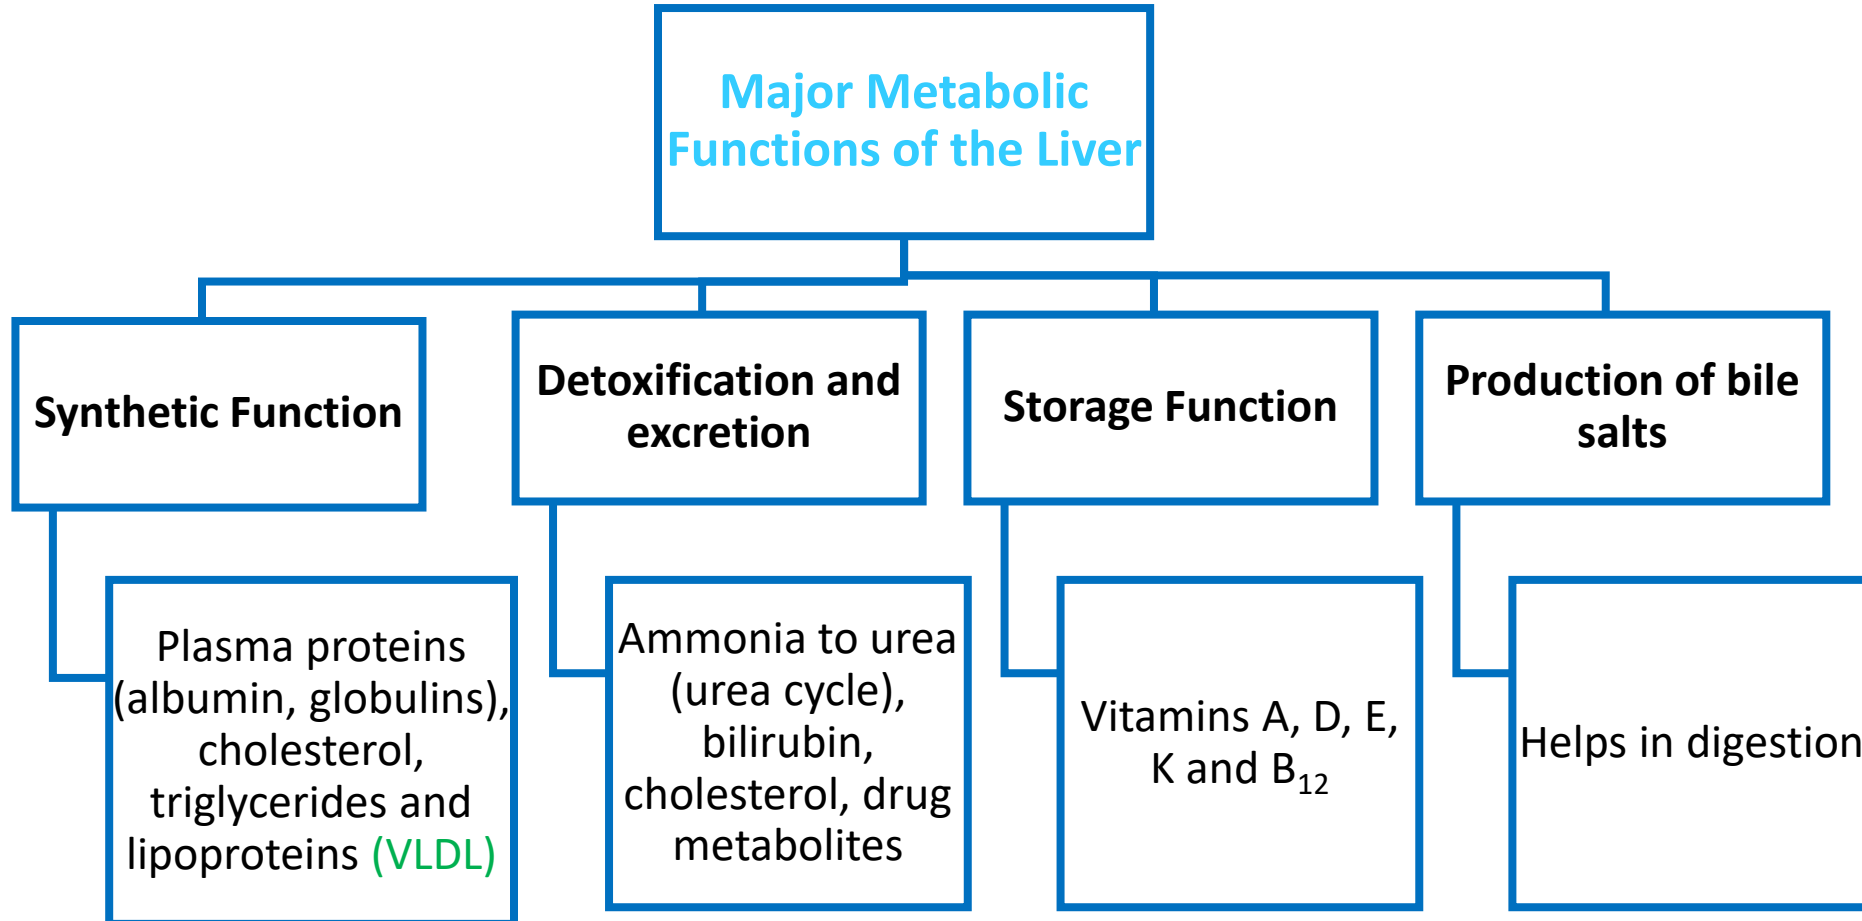 Major Metabolic
Functions of the Liver
Synthetic Function
Detoxification and
excretion
Storage Function
Production of bile
salts
Plasma proteins
(albumin, globulins),
cholesterol,
triglycerides and
lipoproteins (VLDL)
Ammonia to urea
(urea cycle),
bilirubin,
cholesterol, drug
metabolites
Vitamins A, D, E,
K and B₁₂
Helps in digestion